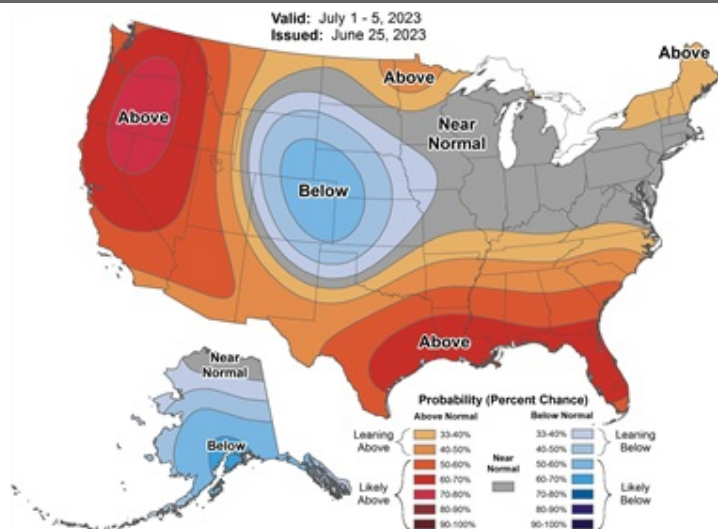 Valid: July 1 - 5, 2023
Issued: June 25, 2023
Above
Above
Above
Near
Normal
Below
Above
Near
Normal
Below
Probability (Percent Chance)
Above Normal
Below Normal
Leaning
Above
33-40%
40-50%
Likely
Above
50-60%
60-70%
70-80%
80-90%
90-100%
Near
Normal
33-40%
40-50%
Leaning
Below
50-60%
60-70%
70-80%
80-90%
90-100%
Likely
Below